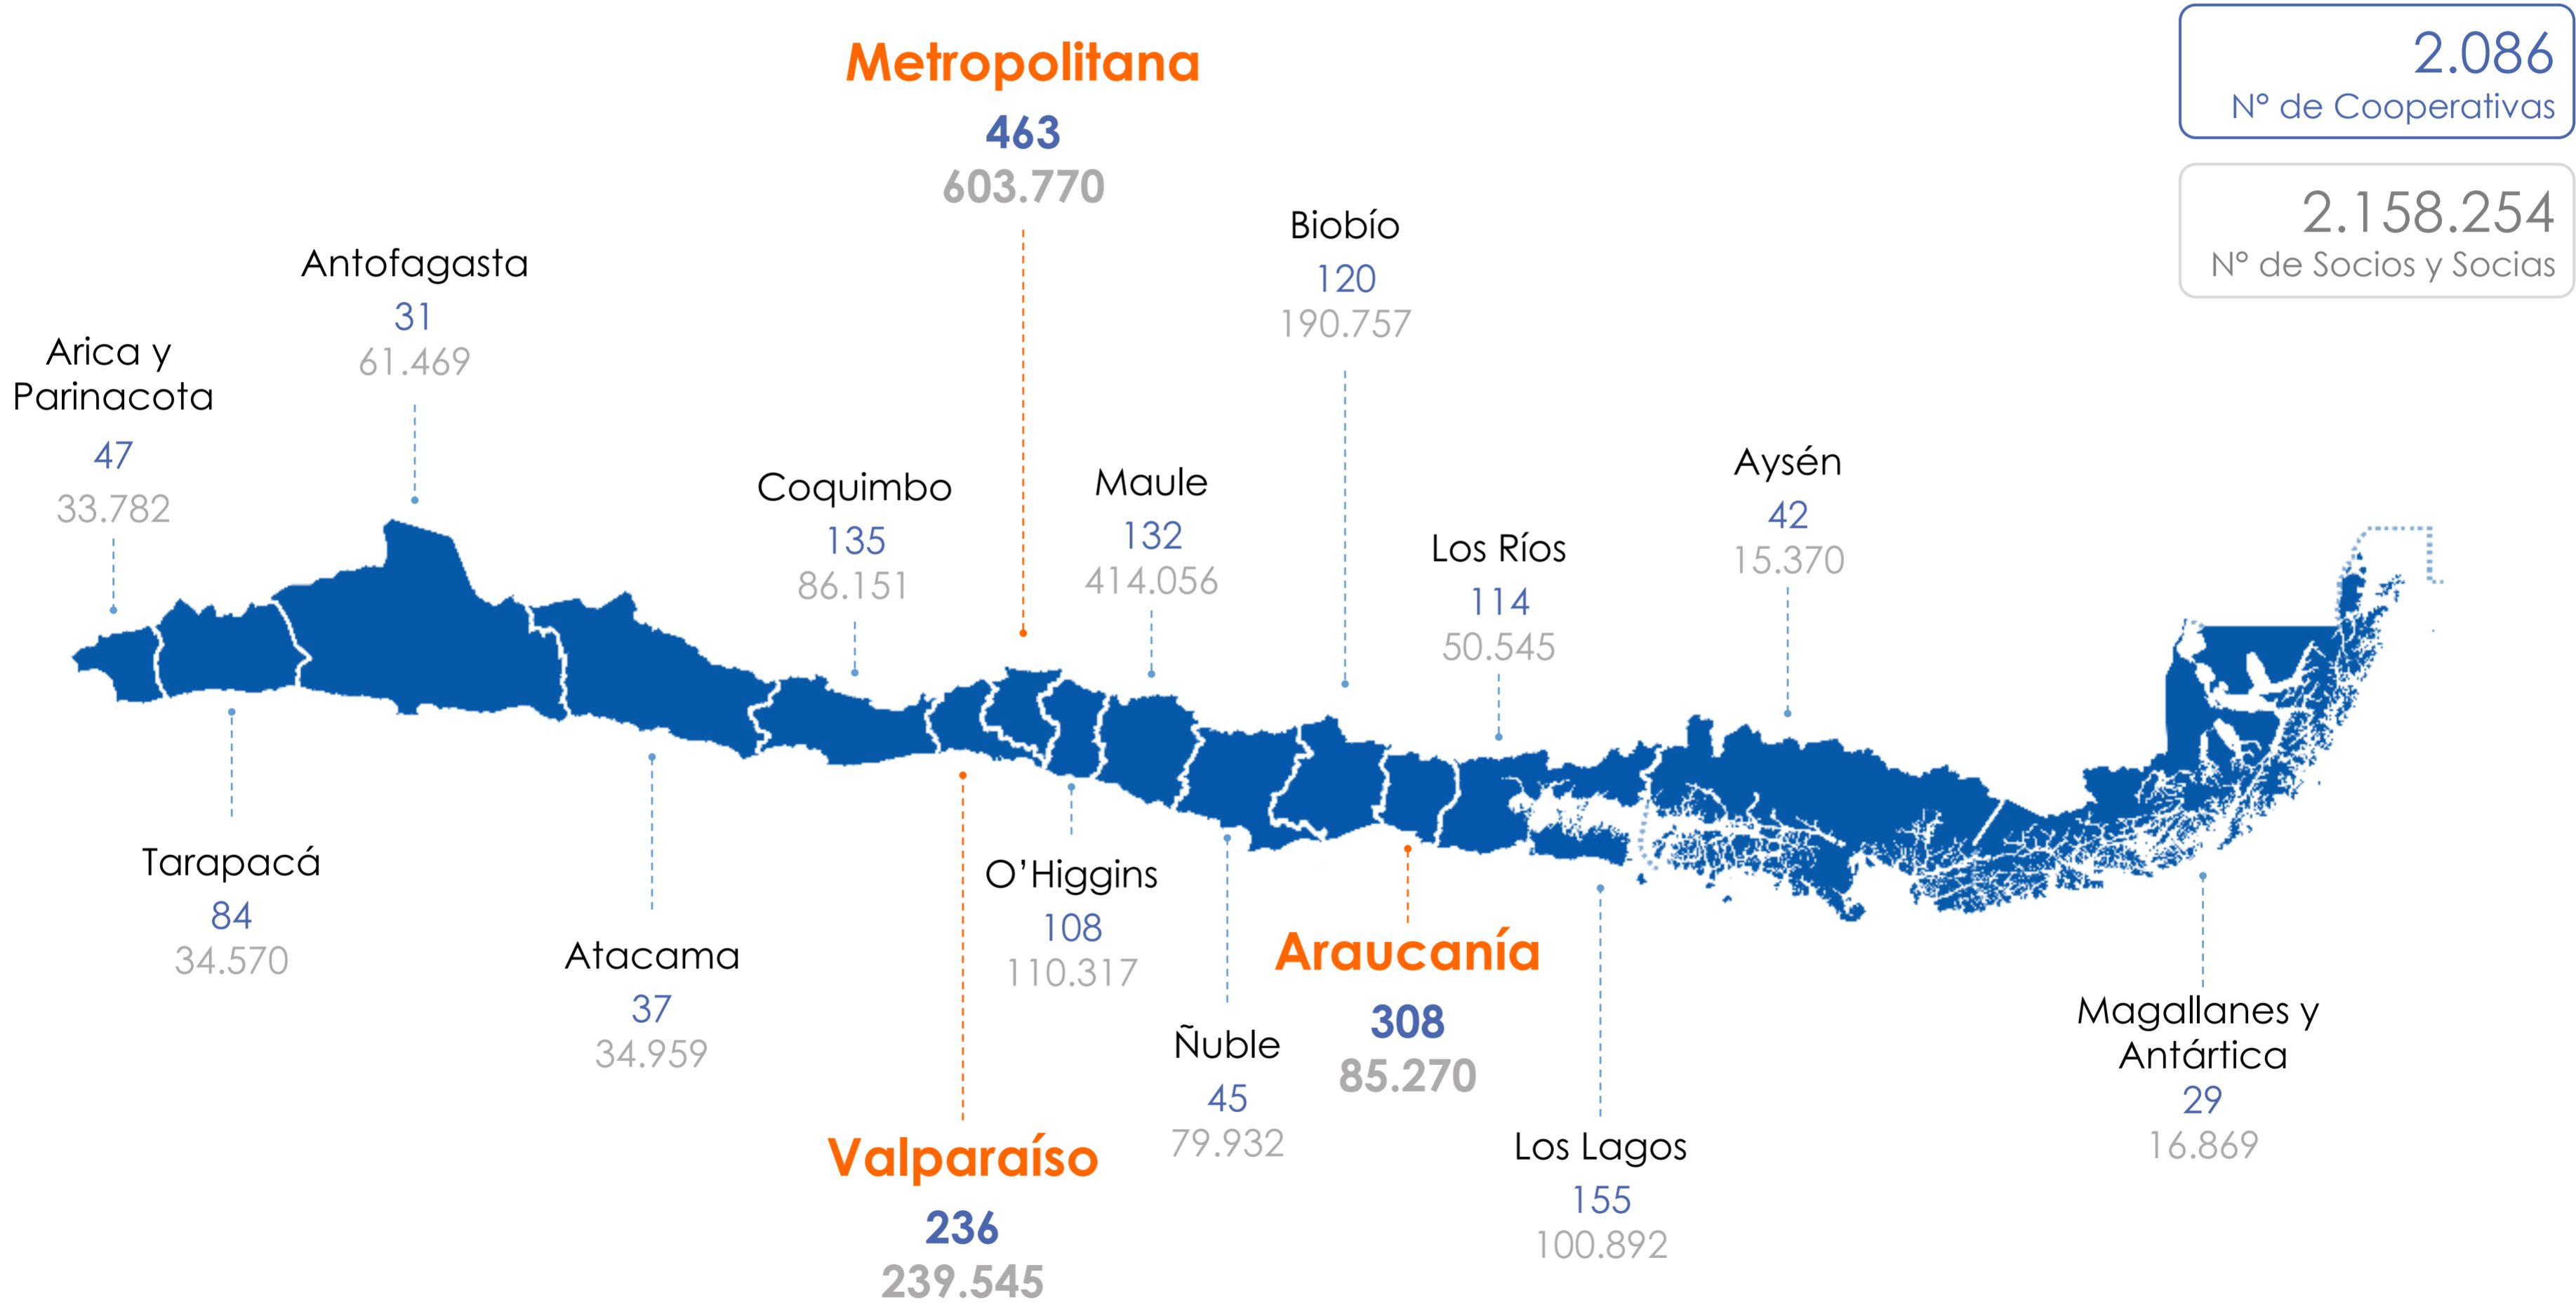 2.086
N° de Cooperativas
2.158.254
N° de Socios y Socias
Arica y
Parinacota
47
33.782
Tarapacá
84
34.570
Antofagasta
31
61.469
Atacama
37
34.959
Coquimbo
135
86.151
Valparaíso
236
239.545
Metropolitana
463
603.770
O’Higgins
108
110.317
Maule
132
414.056
Ñuble
45
79.932
Biobío
120
190.757
Araucanía
308
85.270
Los Ríos
114
50.545
Los Lagos
155
100.892
Aysén
42
15.370
Magallanes y
Antártica
29
16.869